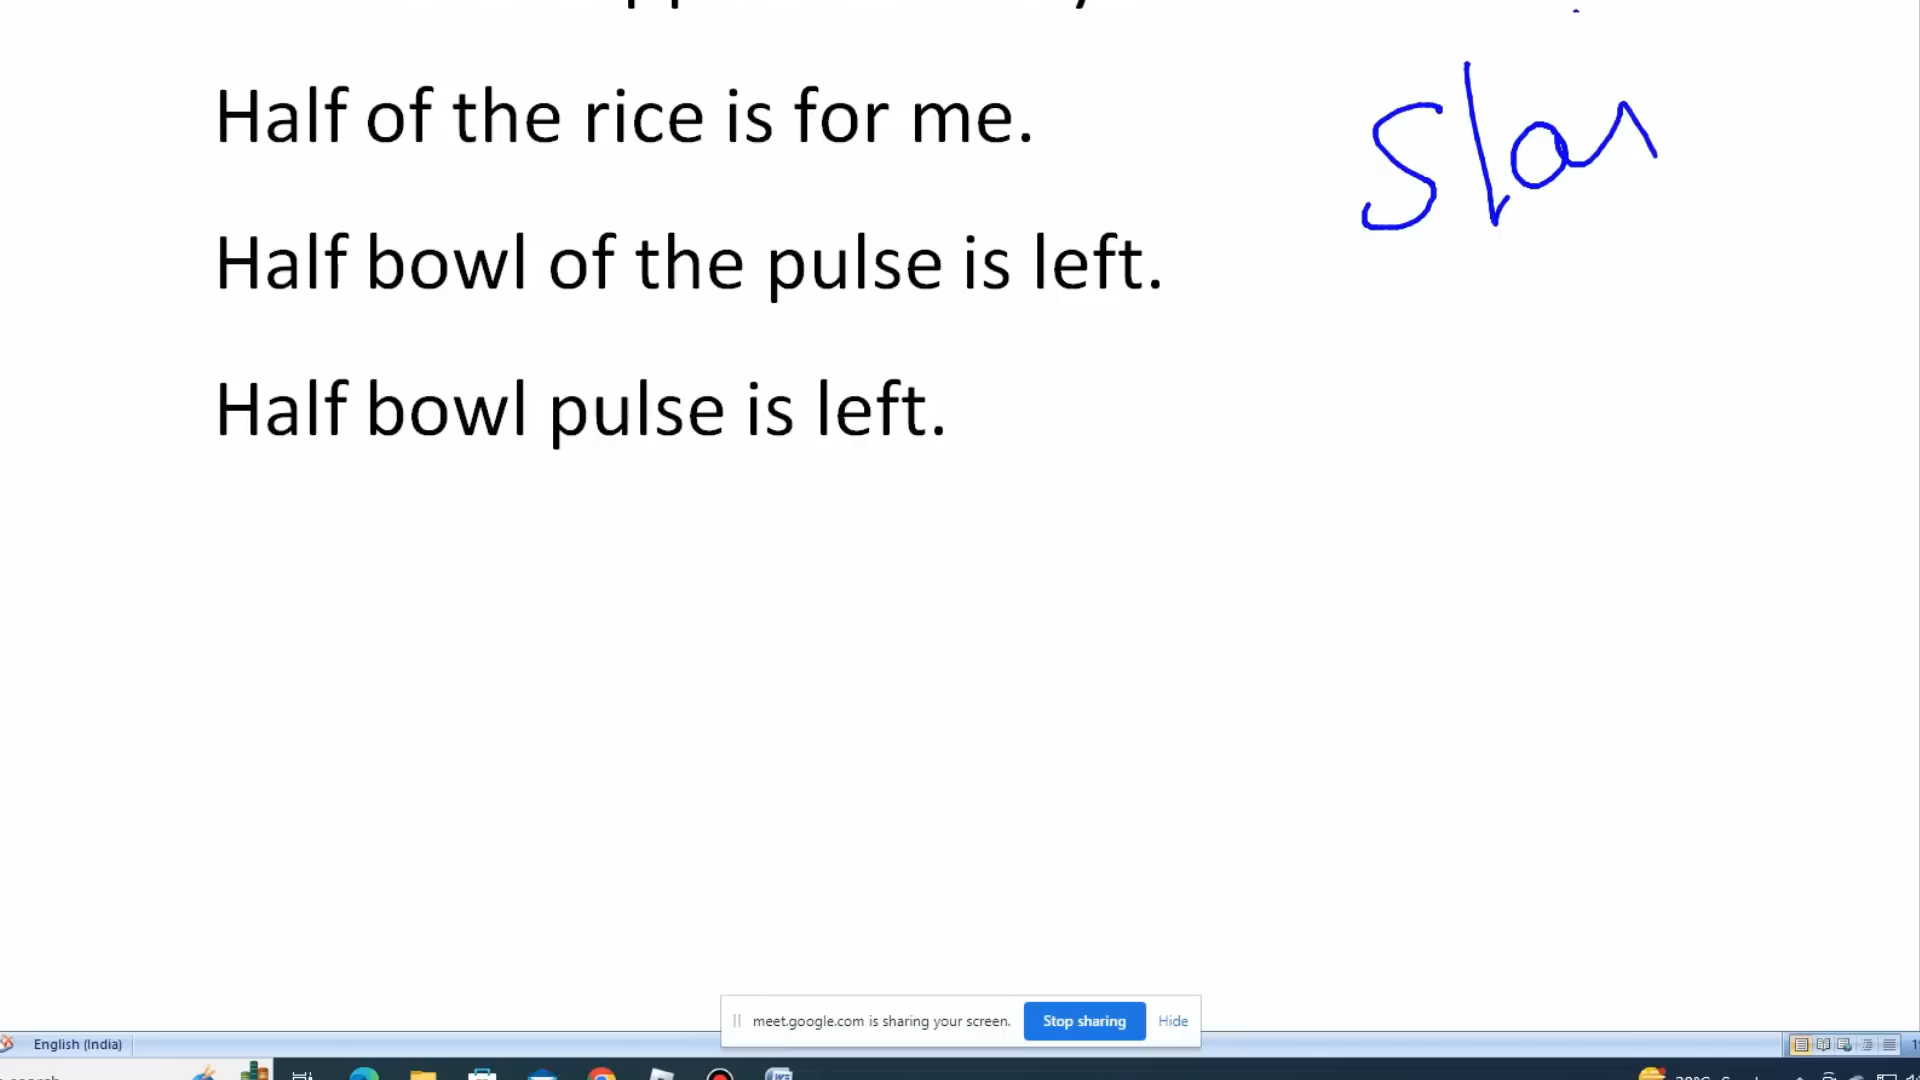 Half of the rice is for me.
Half bowl of the pulse is left.
Half bowl pulse is left.
meet.google.com is sharing your screen. Stop sharing Hide
English (India)